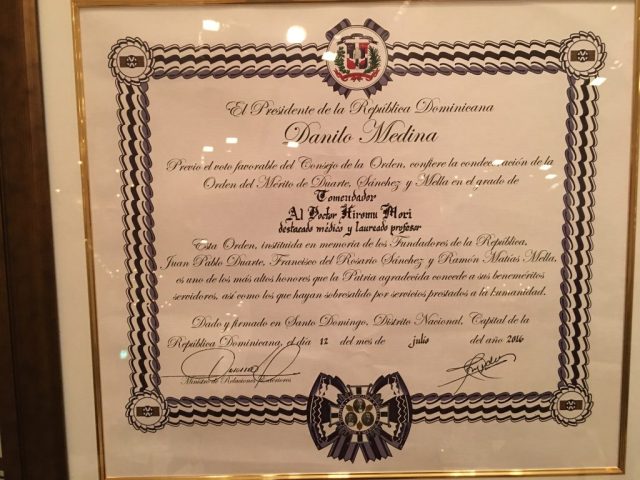 El Presidente de la República Dominicana
Danilo Medina
Previo el voto favorable del Consejo de la Orden, confiere la condecoración de la
Orden del Mérito de Duarte, Sánchez y Mella en el grado de
Comendador
Al Doctor Hiromu Mori
destacado médico y laureado profesor
Esta Orden, instituida en memoria de los Fundadores de la República,
Juan Pablo Duarte, Francisco del Rosario Sánchez y Ramón Matías Mella,
es uno de los más altos honores que la Patria agradecida concede a sus beneméritos
servidores, así como los que hayan sobresalido por servicios prestados a la humanidad.
Dado y firmado en Santo Domingo, Distrito Nacional, Capital de la
República Dominicana, el día 12 del mes de julio del año 2016
Ministro de Relaciones Exteriores